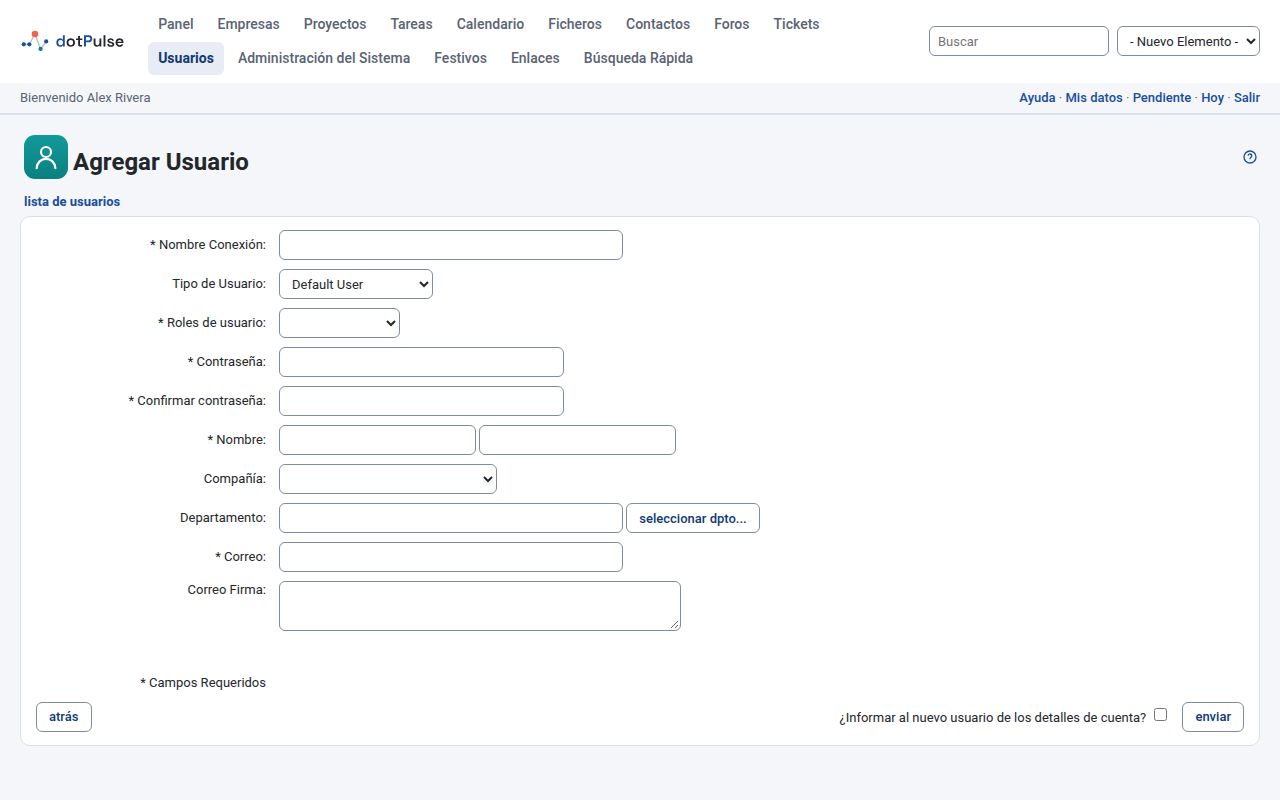 dotPulse
Panel Empresas Proyectos Tareas Calendario Ficheros Contactos Foros Tickets
Usuarios Administración del Sistema Festivos Enlaces Búsqueda Rápida
Buscar
- Nuevo Elemento -
Bienvenido Alex Rivera
Ayuda · Mis datos · Pendiente · Hoy · Salir
Agregar Usuario
lista de usuarios
* Nombre Conexión:
Tipo de Usuario: Default User
* Roles de usuario:
* Contraseña:
* Confirmar contraseña:
* Nombre:
Compañía:
Departamento: seleccionar dpto...
* Correo:
Correo Firma:
* Campos Requeridos
atrás ¿Informar al nuevo usuario de los detalles de cuenta? enviar